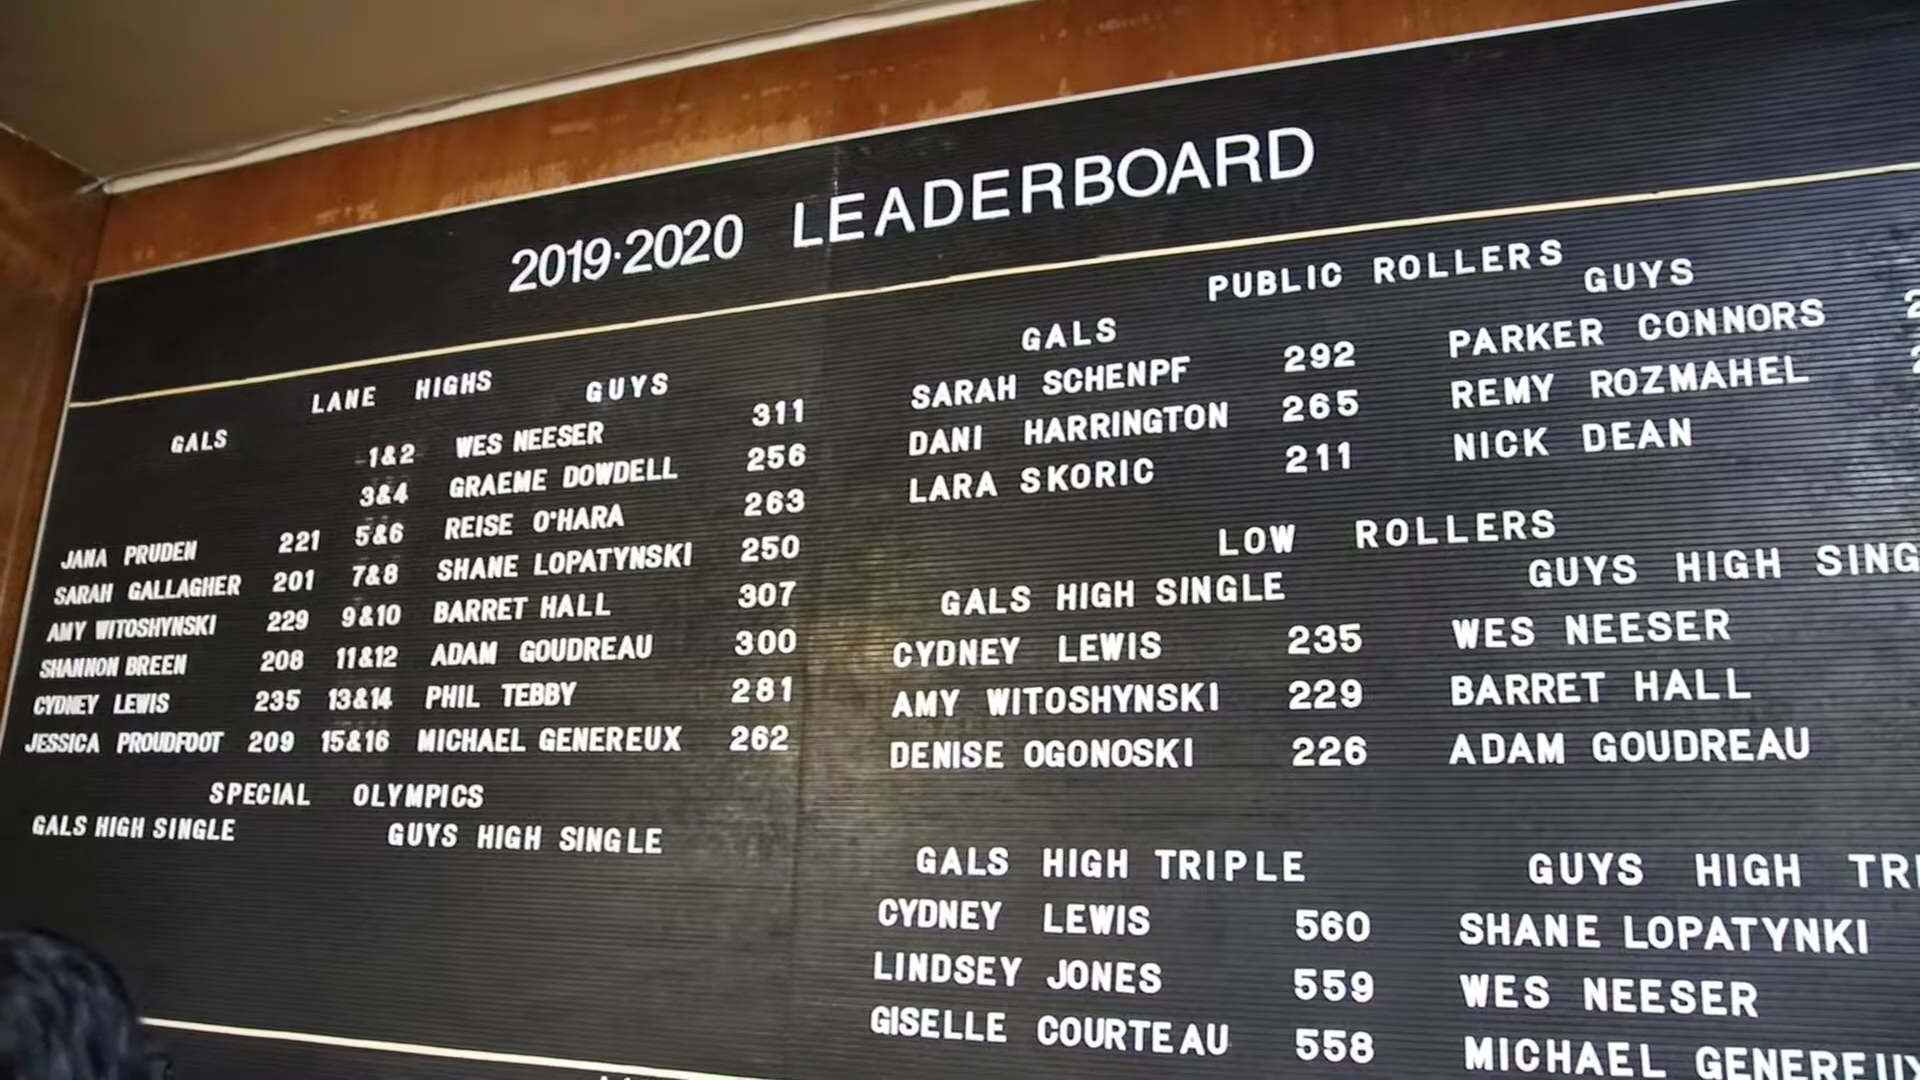 2019·2020 LEADERBOARD
LANE HIGHS
GALS GUYS
1&2 WES NEESER 311
3&4 GRAEME DOWDELL 256
JANA PRUDEN 221 5&6 REISE O'HARA 263
SARAH GALLAGHER 201 7&8 SHANE LOPATYNSKI 250
AMY WITOSHYNSKI 229 9&10 BARRET HALL 307
SHANNON BREEN 208 11&12 ADAM GOUDREAU 300
CYDNEY LEWIS 235 13&14 PHIL TEBBY 281
JESSICA PROUDFOOT 209 15&16 MICHAEL GENEREUX 262
SPECIAL OLYMPICS
GALS HIGH SINGLE GUYS HIGH SINGLE
PUBLIC ROLLERS
GALS GUYS
SARAH SCHENPF 292 PARKER CONNORS
DANI HARRINGTON 265 REMY ROZMAHEL
LARA SKORIC 211 NICK DEAN
LOW ROLLERS
GALS HIGH SINGLE GUYS HIGH SING
CYDNEY LEWIS 235 WES NEESER
AMY WITOSHYNSKI 229 BARRET HALL
DENISE OGONOSKI 226 ADAM GOUDREAU
GALS HIGH TRIPLE GUYS HIGH TRI
CYDNEY LEWIS 560 SHANE LOPATYNKI
LINDSEY JONES 559 WES NEESER
GISELLE COURTEAU 558 MICHAEL GENEREUX